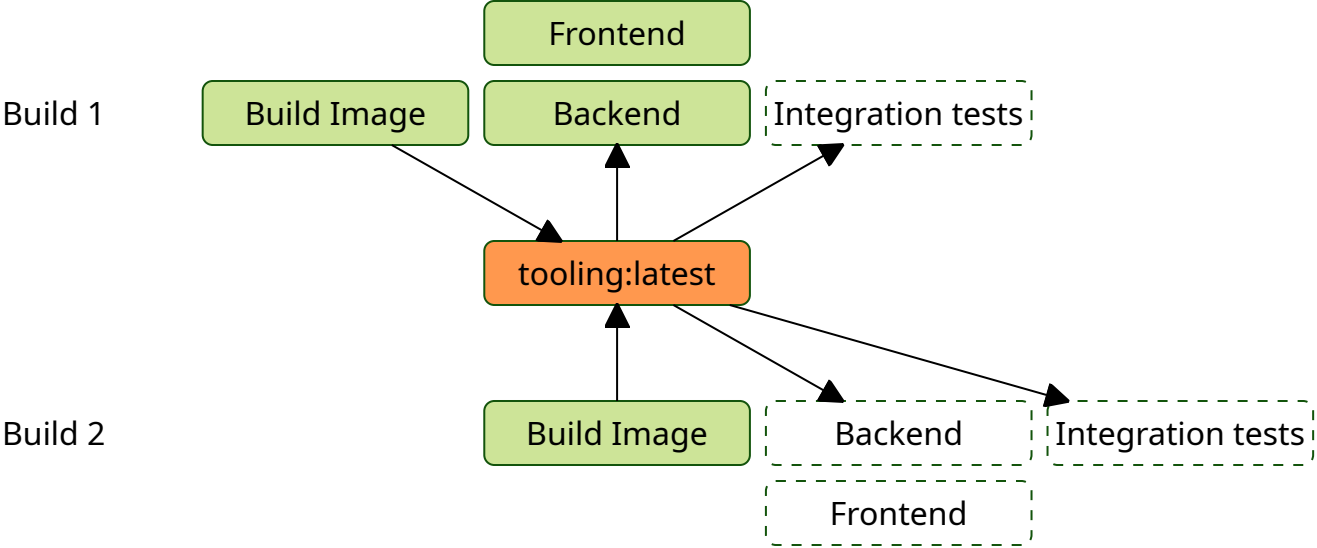 Frontend
Build 1
Build Image
Backend
Integration tests
tooling:latest
Build 2
Build Image
Backend
Integration tests
Frontend